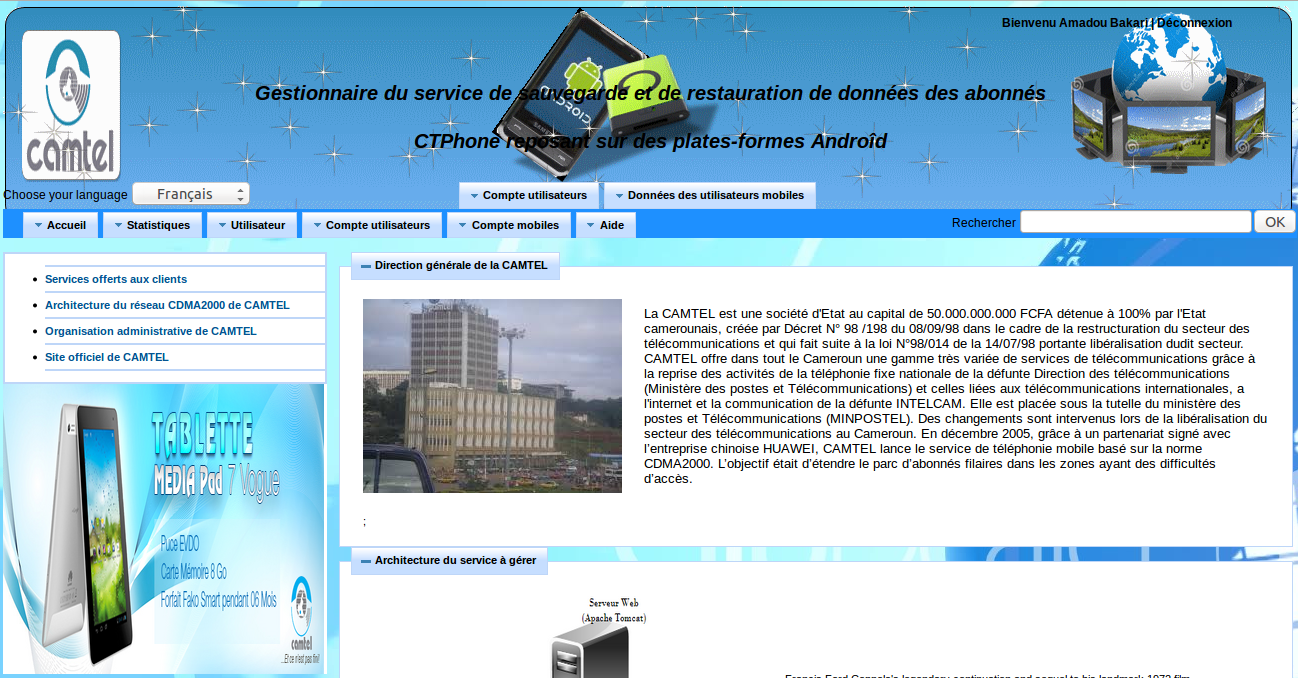 Bienvenu Amadou Bakari | Déconnexion
camtel
ANDROID
SAMSUNG
Gestionnaire du service de sauvegarde et de restauration de données des abonnés
CTPhone reposant sur des plates-formes Androîd
Choose your language Français
Compte utilisateurs Données des utilisateurs mobiles
Accueil Statistiques Utilisateur Compte utilisateurs Compte mobiles Aide Rechercher OK
Services offerts aux clients
Architecture du réseau CDMA2000 de CAMTEL
Organisation administrative de CAMTEL
Site officiel de CAMTEL
TABLETTE
MEDIA Pad 7 Vogue
Puce EVDO
Carte Mémoire 8 Go
Forfait Fako Smart pendant 06 Mois
camtel
...Et ce n'est pas fini!
Direction générale de la CAMTEL
La CAMTEL est une société d'Etat au capital de 50.000.000.000 FCFA détenue à 100% par l'Etat
camerounais, créée par Décret N° 98 /198 du 08/09/98 dans le cadre de la restructuration du secteur des
télécommunications et qui fait suite à la loi N°98/014 de la 14/07/98 portante libéralisation dudit secteur.
CAMTEL offre dans tout le Cameroun une gamme très variée de services de télécommunications grâce à
la reprise des activités de la téléphonie fixe nationale de la défunte Direction des télécommunications
(Ministère des postes et Télécommunications) et celles liées aux télécommunications internationales, a
l'internet et la communication de la défunte INTELCAM. Elle est placée sous la tutelle du ministère des
postes et Télécommunications (MINPOSTEL). Des changements sont intervenus lors de la libéralisation du
secteur des télécommunications au Cameroun. En décembre 2005, grâce à un partenariat signé avec
l'entreprise chinoise HUAWEI, CAMTEL lance le service de téléphonie mobile basé sur la norme
CDMA2000. L'objectif était d'étendre le parc d'abonnés filaires dans les zones ayant des difficultés
d'accès.
;
Architecture du service à gérer
Serveur Web
(Apache Tomcat)
Francis Ford Coppola's legendary continuation and sequel to his landmark 1972 film,